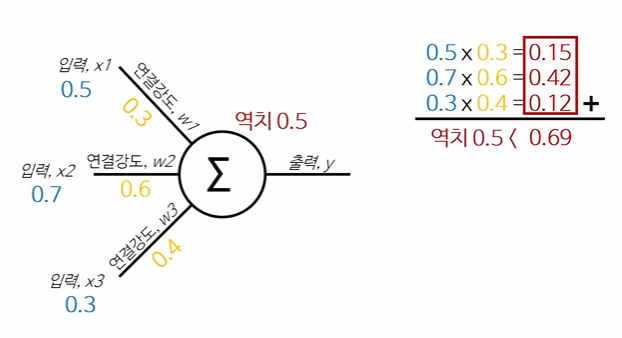 입력, x1
0.5
연결강도, w1
0.3
역치 0.5
입력, x2
0.7
연결강도, w2
0.6
Σ
출력, y
입력, x3
0.3
연결강도, w3
0.4
0.5 x 0.3 = 0.15
0.7 x 0.6 = 0.42
0.3 x 0.4 = 0.12 +
역치 0.5 < 0.69